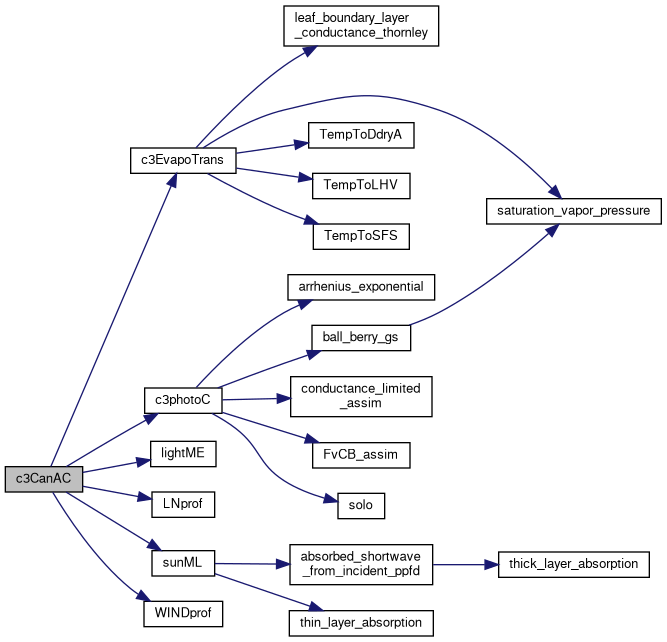 leaf_boundary_layer
_conductance_thornley
TempToDdryA
c3EvapoTrans
TempToLHV
saturation_vapor_pressure
TempToSFS
arrhenius_exponential
ball_berry_gs
c3photoC
conductance_limited
_assim
lightME
FvCB_assim
c3CanAC
LNprof
solo
sunML
absorbed_shortwave
_from_incident_ppfd
thick_layer_absorption
WINDprof
thin_layer_absorption